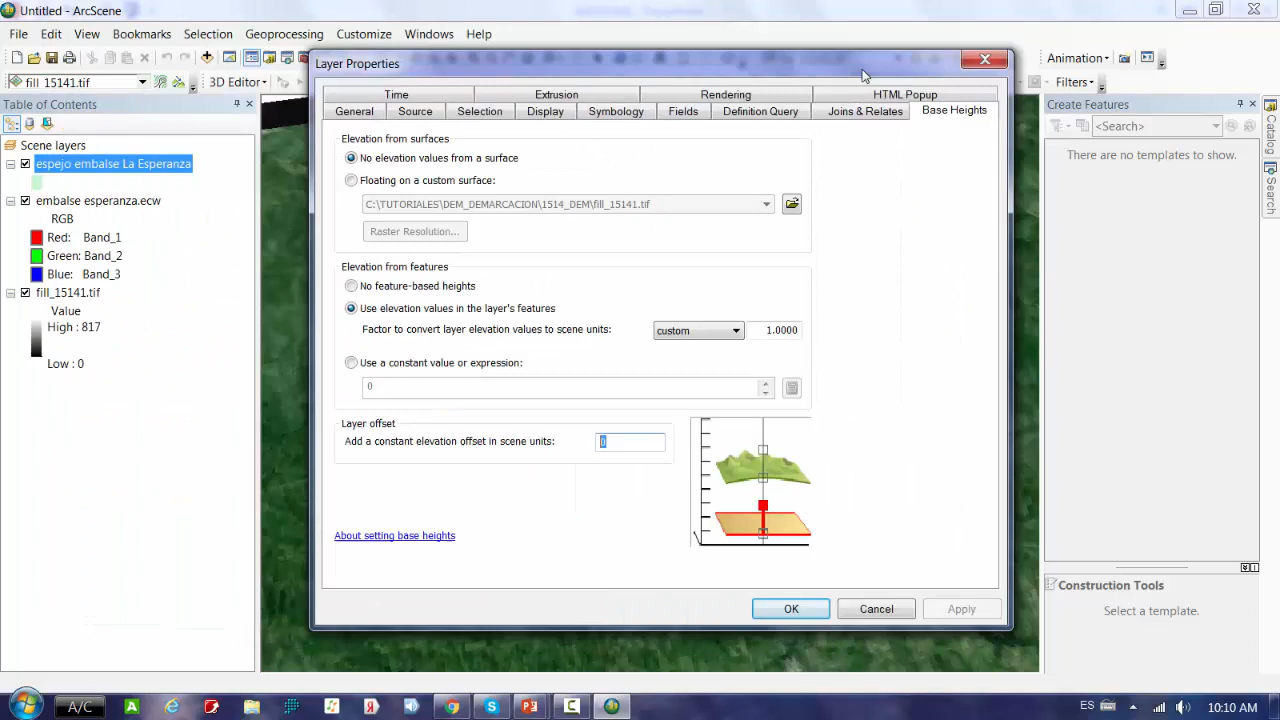 Untitled - ArcScene
File Edit View Bookmarks Selection Geoprocessing Customize Windows Help
fill_15141.tif
3D Editor
Animation
Filters
Table of Contents
Scene layers
espejo embalse La Esperanza
embalse esperanza.ecw
RGB
Red: Band_1
Green: Band_2
Blue: Band_3
fill_15141.tif
Value
High : 817
Low : 0
Layer Properties
Time Extrusion Rendering HTML Popup
General Source Selection Display Symbology Fields Definition Query Joins & Relates Base Heights
Elevation from surfaces
No elevation values from a surface
Floating on a custom surface:
C:\TUTORIALES\DEM_DEMARCACION\1514_DEM\fill_15141.tif
Raster Resolution...
Elevation from features
No feature-based heights
Use elevation values in the layer's features
Factor to convert layer elevation values to scene units: custom 1.0000
Use a constant value or expression:
0
Layer offset
Add a constant elevation offset in scene units: 0
About setting base heights
OK Cancel Apply
Create Features
<Search>
There are no templates to show.
Construction Tools
Select a template.
Catalog
Search
A/C
ES
10:10 AM